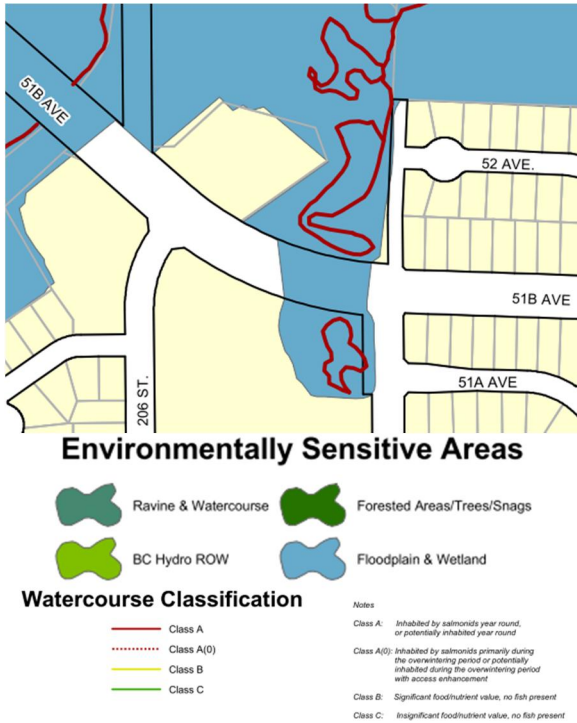 51B AVE
52 AVE.
51B AVE
51A AVE
206 ST.
Environmentally Sensitive Areas
Ravine & Watercourse
Forested Areas/Trees/Snags
BC Hydro ROW
Floodplain & Wetland
Watercourse Classification
Class A
Class A(0)
Class B
Class C
Notes
Class A: Inhabited by salmonids year round,
or potentially inhabited year round
Class A(0): Inhabited by salmonids primarily during
the overwintering period or potentially
inhabited during the overwintering period
with access enhancement
Class B: Significant food/nutrient value, no fish present
Class C: Insignificant food/nutrient value, no fish present